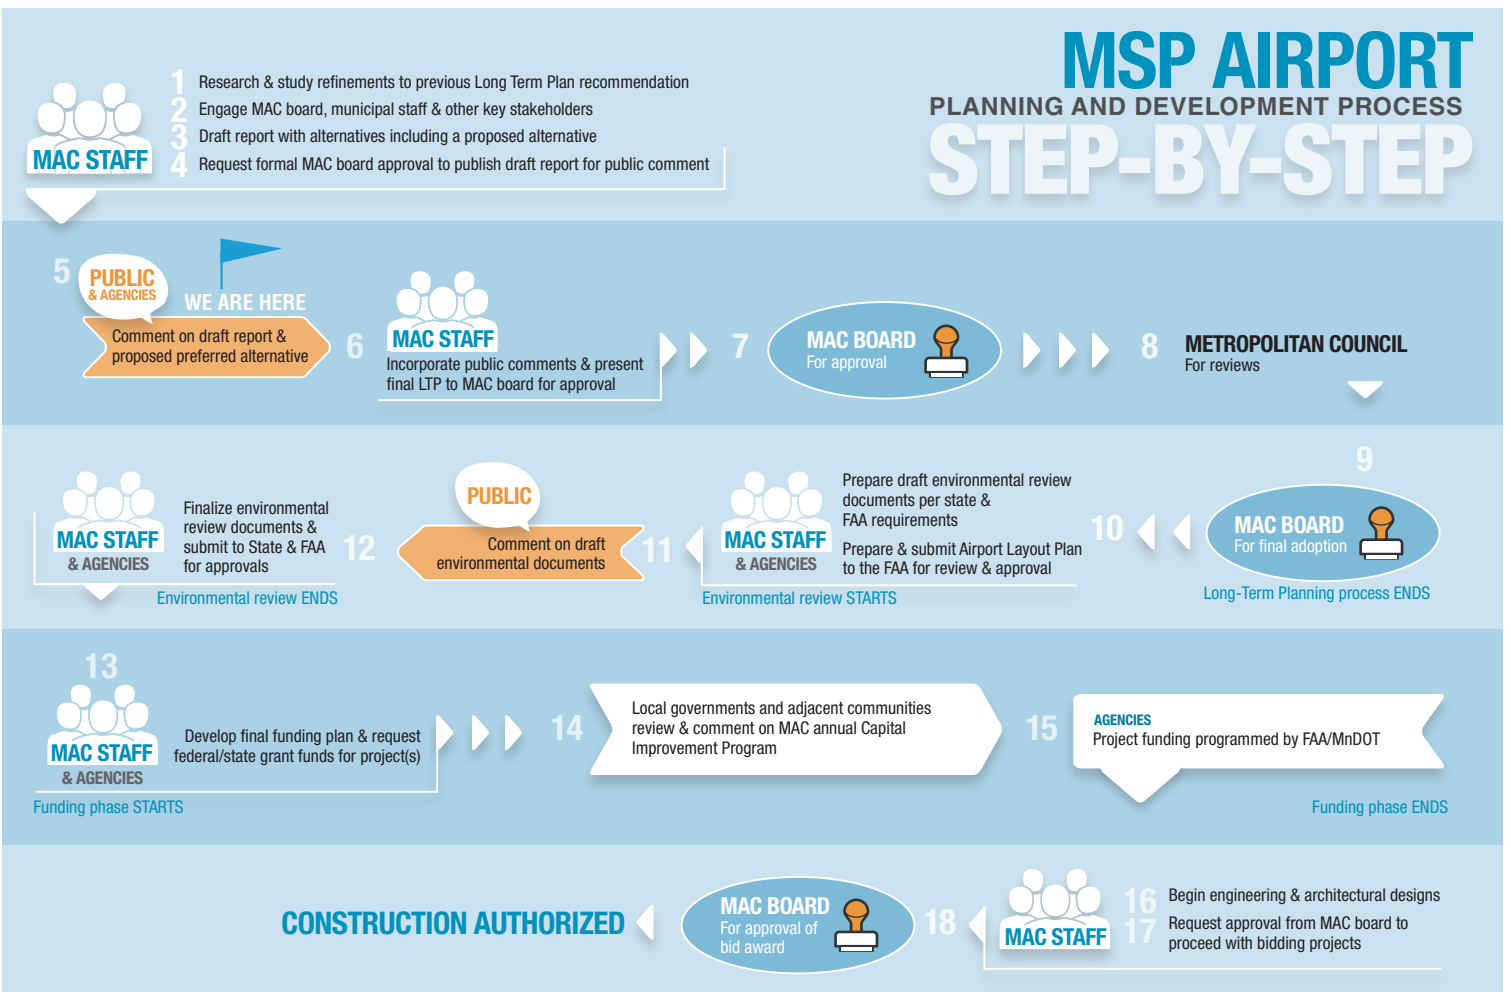 MSP AIRPORT
PLANNING AND DEVELOPMENT PROCESS
STEP-BY-STEP
MAC STAFF
1 Research & study refinements to previous Long Term Plan recommendation
2 Engage MAC board, municipal staff & other key stakeholders
3 Draft report with alternatives including a proposed alternative
4 Request formal MAC board approval to publish draft report for public comment
5
PUBLIC
& AGENCIES
WE ARE HERE
Comment on draft report &
proposed preferred alternative
6
MAC STAFF
Incorporate public comments & present
final LTP to MAC board for approval
7
MAC BOARD
For approval
8
METROPOLITAN COUNCIL
For reviews
9
MAC BOARD
For final adoption
Long-Term Planning process ENDS
10
MAC STAFF
& AGENCIES
Prepare draft environmental review
documents per state &
FAA requirements
Prepare & submit Airport Layout Plan
to the FAA for review & approval
Environmental review STARTS
11
PUBLIC
Comment on draft
environmental documents
12
MAC STAFF
& AGENCIES
Finalize environmental
review documents &
submit to State & FAA
for approvals
Environmental review ENDS
13
MAC STAFF
& AGENCIES
Develop final funding plan & request
federal/state grant funds for project(s)
Funding phase STARTS
14
Local governments and adjacent communities
review & comment on MAC annual Capital
Improvement Program
15
AGENCIES
Project funding programmed by FAA/MnDOT
Funding phase ENDS
MAC STAFF
16 Begin engineering & architectural designs
17 Request approval from MAC board to
proceed with bidding projects
18
MAC BOARD
For approval of
bid award
CONSTRUCTION AUTHORIZED